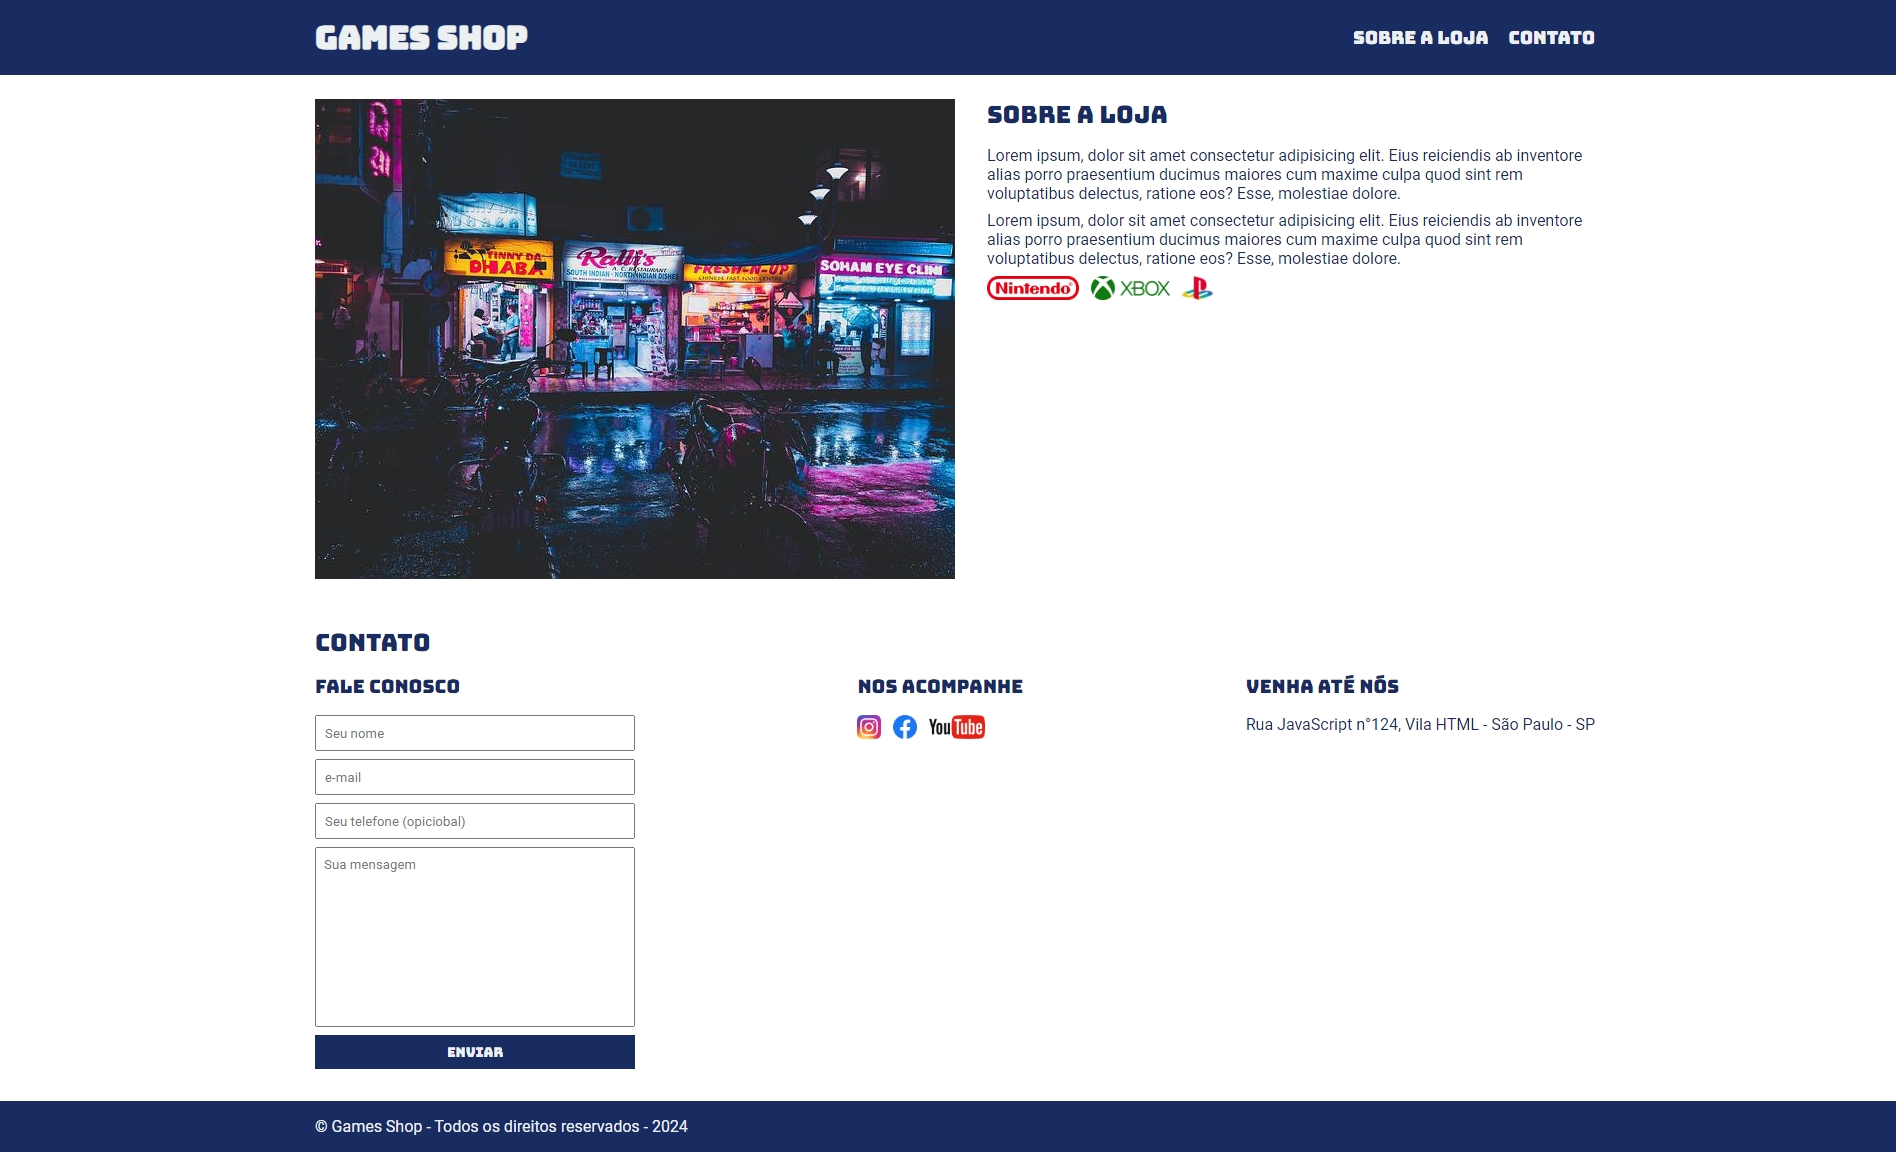 GAMES SHOP
SOBRE A LOJA CONTATO
SOBRE A LOJA
Lorem ipsum, dolor sit amet consectetur adipisicing elit. Eius reiciendis ab inventore
alias porro praesentium ducimus maiores cum maxime culpa quod sint rem
voluptatibus delectus, ratione eos? Esse, molestiae dolore.
Lorem ipsum, dolor sit amet consectetur adipisicing elit. Eius reiciendis ab inventore
alias porro praesentium ducimus maiores cum maxime culpa quod sint rem
voluptatibus delectus, ratione eos? Esse, molestiae dolore.
Nintendo XBOX
TINNY DA
DHABA
Ralli's
A. C. RESTAURANT
SOUTH INDIAN - NORTH INDIAN DISHES
FRESH-N-UP
CHINESE FAST FOOD CENTRE
SOHAM EYE CLINI
CONTATO
FALE CONOSCO
Seu nome
e-mail
Seu telefone (opiciobal)
Sua mensagem
ENVIAR
NOS ACOMPANHE
YouTube
VENHA ATÉ NÓS
Rua JavaScript n°124, Vila HTML - São Paulo - SP
© Games Shop - Todos os direitos reservados - 2024